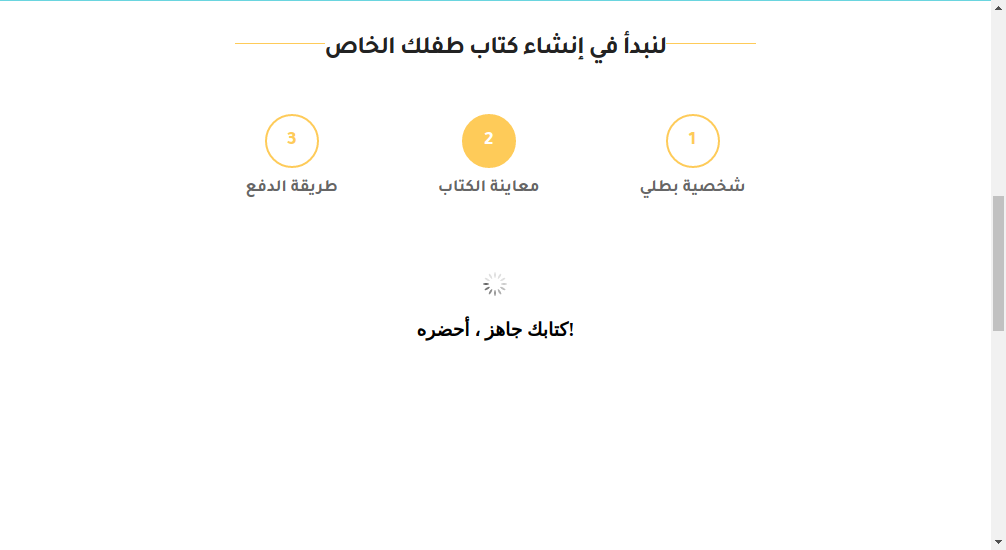 لنبدأ في إنشاء كتاب طفلك الخاص
1
شخصية بطلي
2
معاينة الكتاب
3
طريقة الدفع
كتابك جاهز ، أحضره!